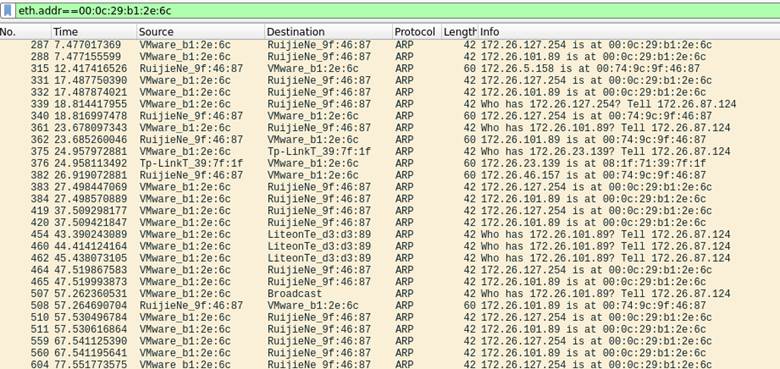 eth.addr==00:0c:29:b1:2e:6c
No. Time Source Destination Protocol Length Info
287 7.477017369 VMware_b1:2e:6c RuijieNe_9f:46:87 ARP 42 172.26.127.254 is at 00:0c:29:b1:2e:6c
288 7.477155599 VMware_b1:2e:6c RuijieNe_9f:46:87 ARP 42 172.26.101.89 is at 00:0c:29:b1:2e:6c
315 12.417416526 RuijieNe_9f:46:87 VMware_b1:2e:6c ARP 60 172.26.5.158 is at 00:74:9c:9f:46:87
331 17.487750390 VMware_b1:2e:6c RuijieNe_9f:46:87 ARP 42 172.26.127.254 is at 00:0c:29:b1:2e:6c
332 17.487874021 VMware_b1:2e:6c RuijieNe_9f:46:87 ARP 42 172.26.101.89 is at 00:0c:29:b1:2e:6c
339 18.814417955 VMware_b1:2e:6c RuijieNe_9f:46:87 ARP 42 Who has 172.26.127.254? Tell 172.26.87.124
340 18.816997478 RuijieNe_9f:46:87 VMware_b1:2e:6c ARP 60 172.26.127.254 is at 00:74:9c:9f:46:87
361 23.678097343 VMware_b1:2e:6c RuijieNe_9f:46:87 ARP 42 Who has 172.26.101.89? Tell 172.26.87.124
362 23.685260046 RuijieNe_9f:46:87 VMware_b1:2e:6c ARP 60 172.26.101.89 is at 00:74:9c:9f:46:87
375 24.957972881 VMware_b1:2e:6c Tp-LinkT_39:7f:1f ARP 42 Who has 172.26.23.139? Tell 172.26.87.124
376 24.958113492 Tp-LinkT_39:7f:1f VMware_b1:2e:6c ARP 60 172.26.23.139 is at 08:1f:71:39:7f:1f
382 26.919072881 RuijieNe_9f:46:87 VMware_b1:2e:6c ARP 60 172.26.46.157 is at 00:74:9c:9f:46:87
383 27.498447069 VMware_b1:2e:6c RuijieNe_9f:46:87 ARP 42 172.26.127.254 is at 00:0c:29:b1:2e:6c
384 27.498570889 VMware_b1:2e:6c RuijieNe_9f:46:87 ARP 42 172.26.101.89 is at 00:0c:29:b1:2e:6c
419 37.509298177 VMware_b1:2e:6c RuijieNe_9f:46:87 ARP 42 172.26.127.254 is at 00:0c:29:b1:2e:6c
420 37.509421847 VMware_b1:2e:6c RuijieNe_9f:46:87 ARP 42 172.26.101.89 is at 00:0c:29:b1:2e:6c
454 43.390243089 VMware_b1:2e:6c LiteonTe_d3:d3:89 ARP 42 Who has 172.26.101.89? Tell 172.26.87.124
460 44.414124164 VMware_b1:2e:6c LiteonTe_d3:d3:89 ARP 42 Who has 172.26.101.89? Tell 172.26.87.124
462 45.438073105 VMware_b1:2e:6c LiteonTe_d3:d3:89 ARP 42 Who has 172.26.101.89? Tell 172.26.87.124
464 47.519867583 VMware_b1:2e:6c RuijieNe_9f:46:87 ARP 42 172.26.127.254 is at 00:0c:29:b1:2e:6c
465 47.519993873 VMware_b1:2e:6c RuijieNe_9f:46:87 ARP 42 172.26.101.89 is at 00:0c:29:b1:2e:6c
507 57.262360531 VMware_b1:2e:6c Broadcast ARP 42 Who has 172.26.101.89? Tell 172.26.87.124
508 57.264690704 RuijieNe_9f:46:87 VMware_b1:2e:6c ARP 60 172.26.101.89 is at 00:74:9c:9f:46:87
510 57.530496784 VMware_b1:2e:6c RuijieNe_9f:46:87 ARP 42 172.26.127.254 is at 00:0c:29:b1:2e:6c
511 57.530616864 VMware_b1:2e:6c RuijieNe_9f:46:87 ARP 42 172.26.101.89 is at 00:0c:29:b1:2e:6c
559 67.541125390 VMware_b1:2e:6c RuijieNe_9f:46:87 ARP 42 172.26.127.254 is at 00:0c:29:b1:2e:6c
560 67.541195641 VMware_b1:2e:6c RuijieNe_9f:46:87 ARP 42 172.26.101.89 is at 00:0c:29:b1:2e:6c
604 77.551773575 VMware_b1:2e:6c RuijieNe_9f:46:87 ARP 42 172.26.127.254 is at 00:0c:29:b1:2e:6c